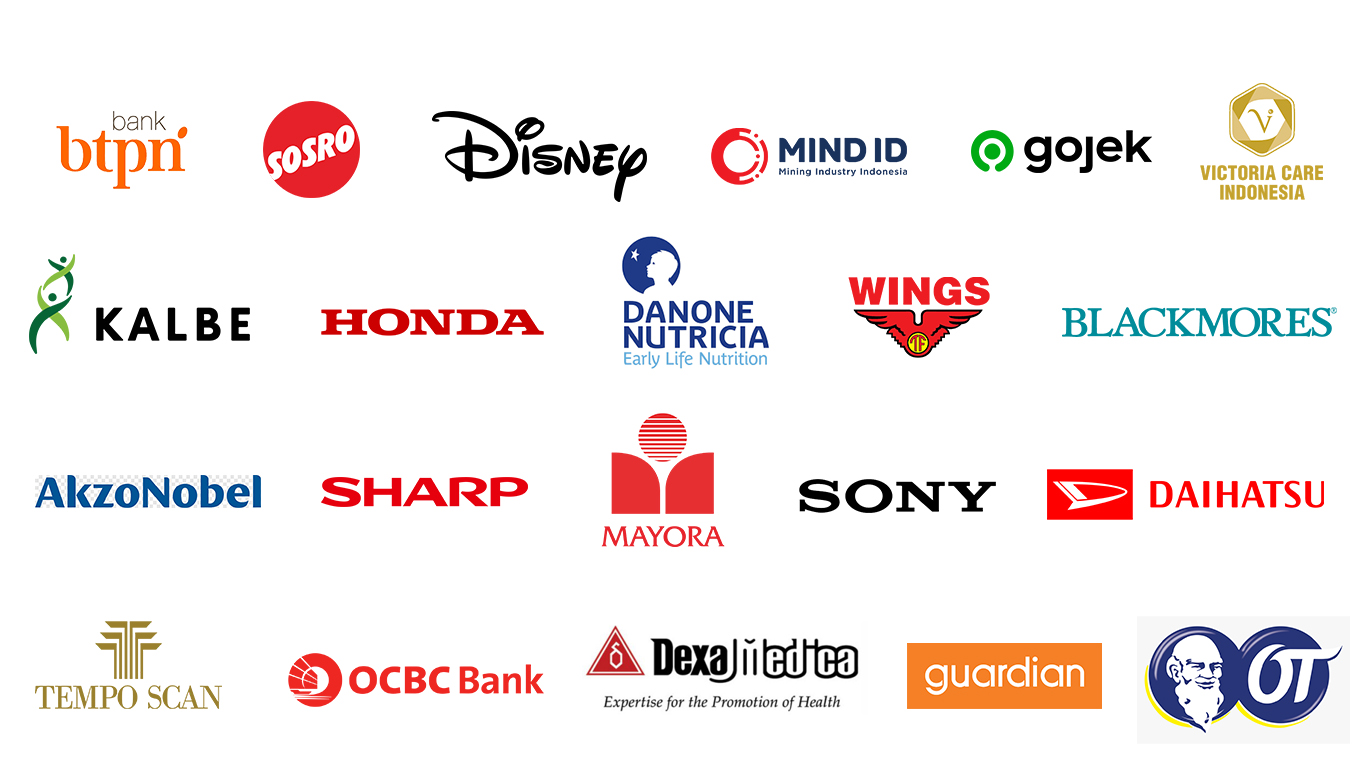 bank
btpn
SOSRO
Disney
MIND ID
Mining Industry Indonesia
gojek
Vi
VICTORIA CARE
INDONESIA
KALBE
HONDA
DANONE
NUTRICIA
Early Life Nutrition
WINGS
TF
BLACKMORES®
AkzoNobel
SHARP
MAYORA
SONY
DAIHATSU
TEMPO SCAN
OCBC Bank
Dexa Medica
Expertise for the Promotion of Health
guardian
OT